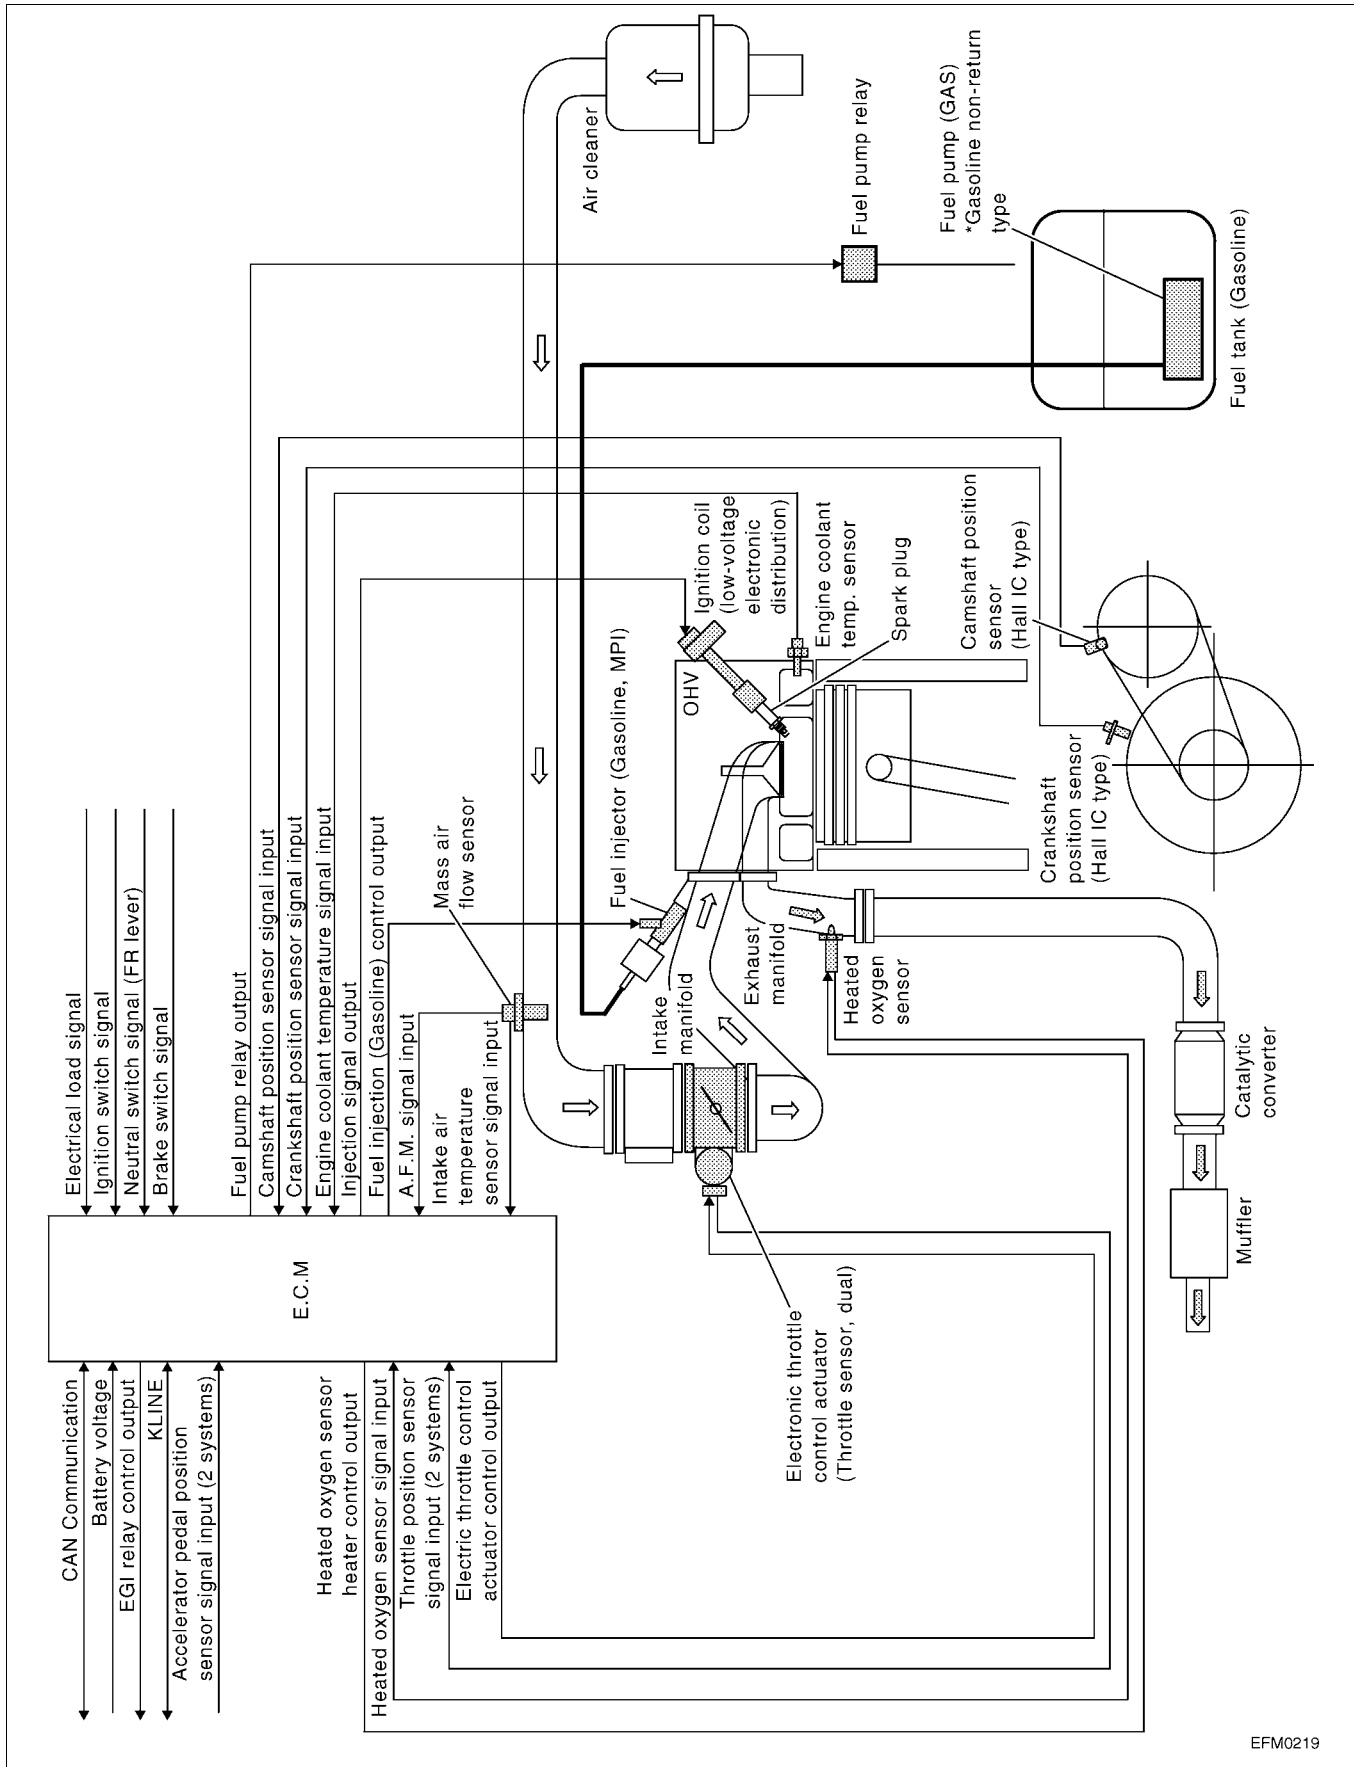 CAN Communication
Battery voltage
EGI relay control output
KLINE
Accelerator pedal position
sensor signal input (2 systems)
Heated oxygen sensor
heater control output
Heated oxygen sensor signal input
Throttle position sensor
signal input (2 systems)
Electric throttle control
actuator control output
E.C.M
Electrical load signal
Ignition switch signal
Neutral switch signal (FR lever)
Brake switch signal
Fuel pump relay output
Camshaft position sensor signal input
Crankshaft position sensor signal input
Engine coolant temperature signal input
Injection signal output
Fuel injection (Gasoline) control output
A.F.M. signal input
Intake air
temperature
sensor signal input
Mass air
flow sensor
Air cleaner
Fuel pump relay
Fuel pump (GAS)
*Gasoline non-return
type
Fuel tank (Gasoline)
Fuel injector (Gasoline, MPI)
OHV
Ignition coil
(low-voltage
electronic
distribution)
Engine coolant
temp. sensor
Spark plug
Camshaft position
sensor
(Hall IC type)
Crankshaft
position sensor
(Hall IC type)
Intake
manifold
Exhaust
manifold
Heated
oxygen
sensor
Electronic throttle
control actuator
(Throttle sensor, dual)
Catalytic
converter
Muffler
EFM0219